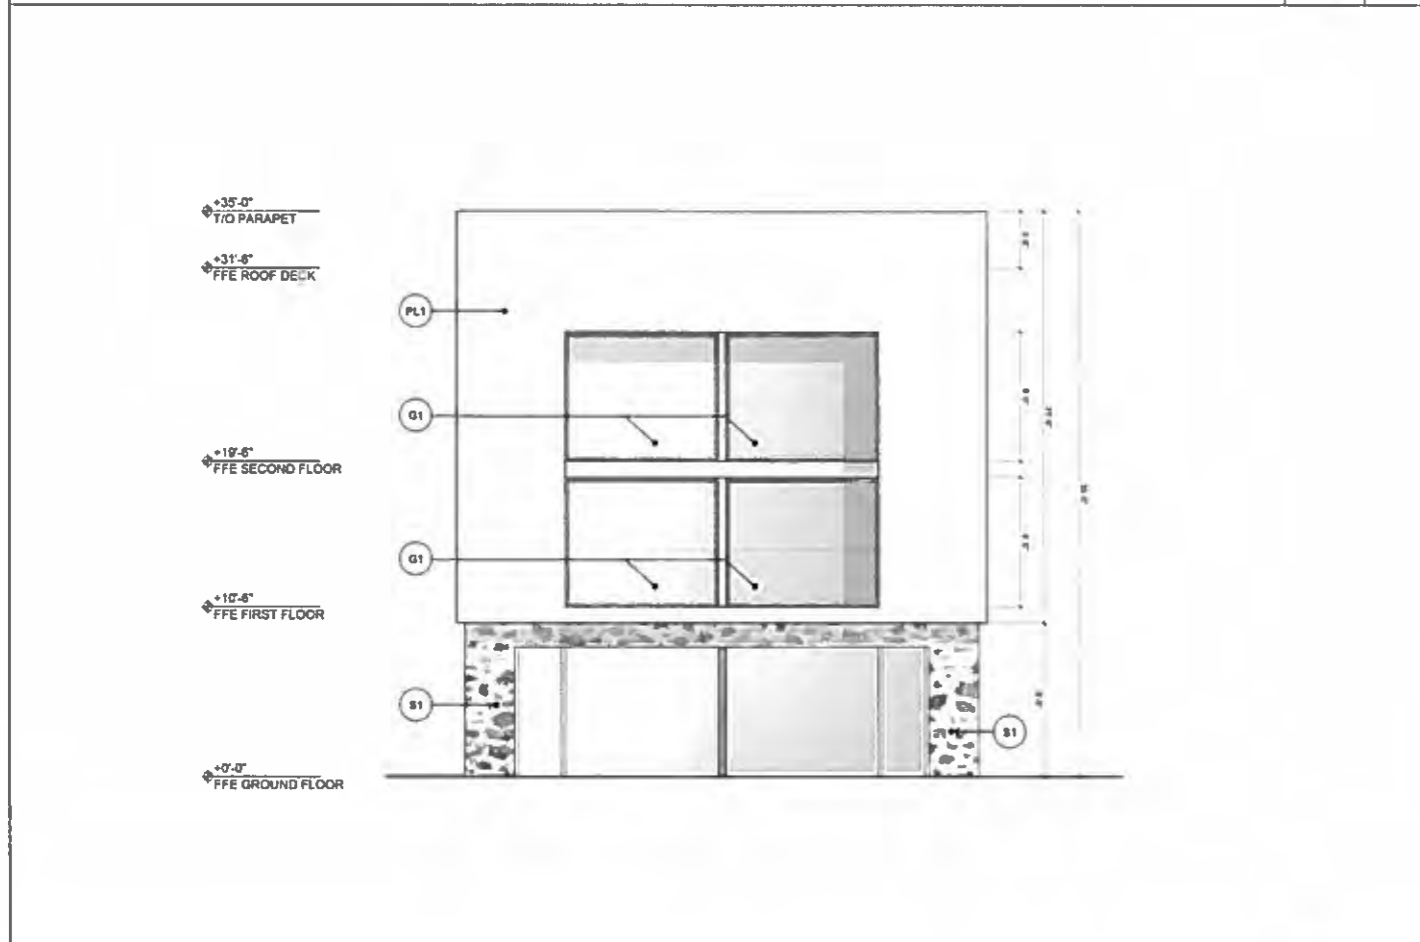 +35'-0"
T/O PARAPET
+31'-6"
FFE ROOF DECK
PL1
G1
+19'-6"
FFE SECOND FLOOR
G1
+10'-6"
FFE FIRST FLOOR
S1
S1
+0'-0"
FFE GROUND FLOOR